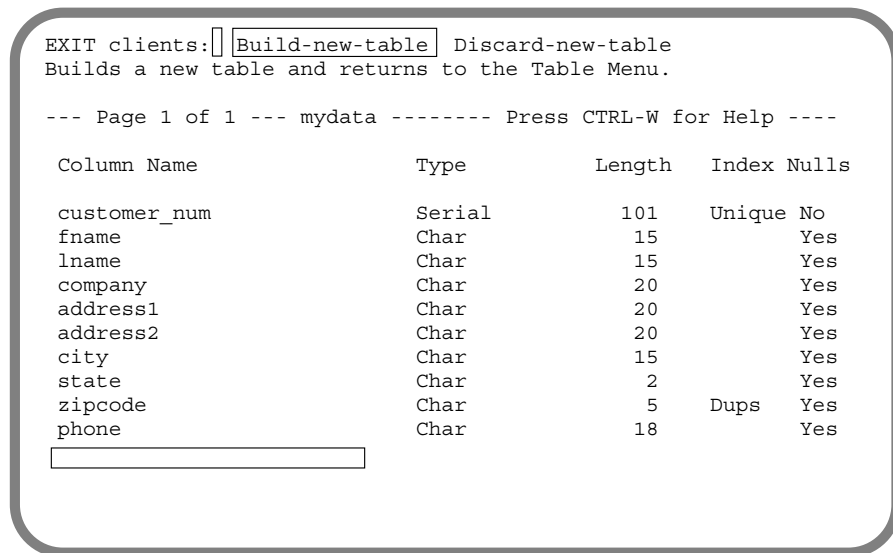 EXIT clients: Build-new-table Discard-new-table
Builds a new table and returns to the Table Menu.
--- Page 1 of 1 --- mydata -------- Press CTRL-W for Help ----
Column Name Type Length Index Nulls
customer_num Serial 101 Unique No
fname Char 15 Yes
lname Char 15 Yes
company Char 20 Yes
address1 Char 20 Yes
address2 Char 20 Yes
city Char 15 Yes
state Char 2 Yes
zipcode Char 5 Dups Yes
phone Char 18 Yes